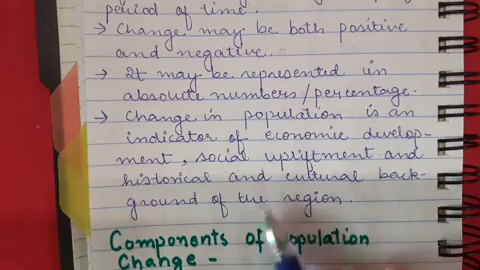 period of time.
→ Change may be both positive
and negative.
→ It may be represented in
absolute numbers/percentage.
→ Change in population is an
indicator of economic develop-
ment, social upliftment and
historical and cultural back-
ground of the region.
Components of Population
Change -